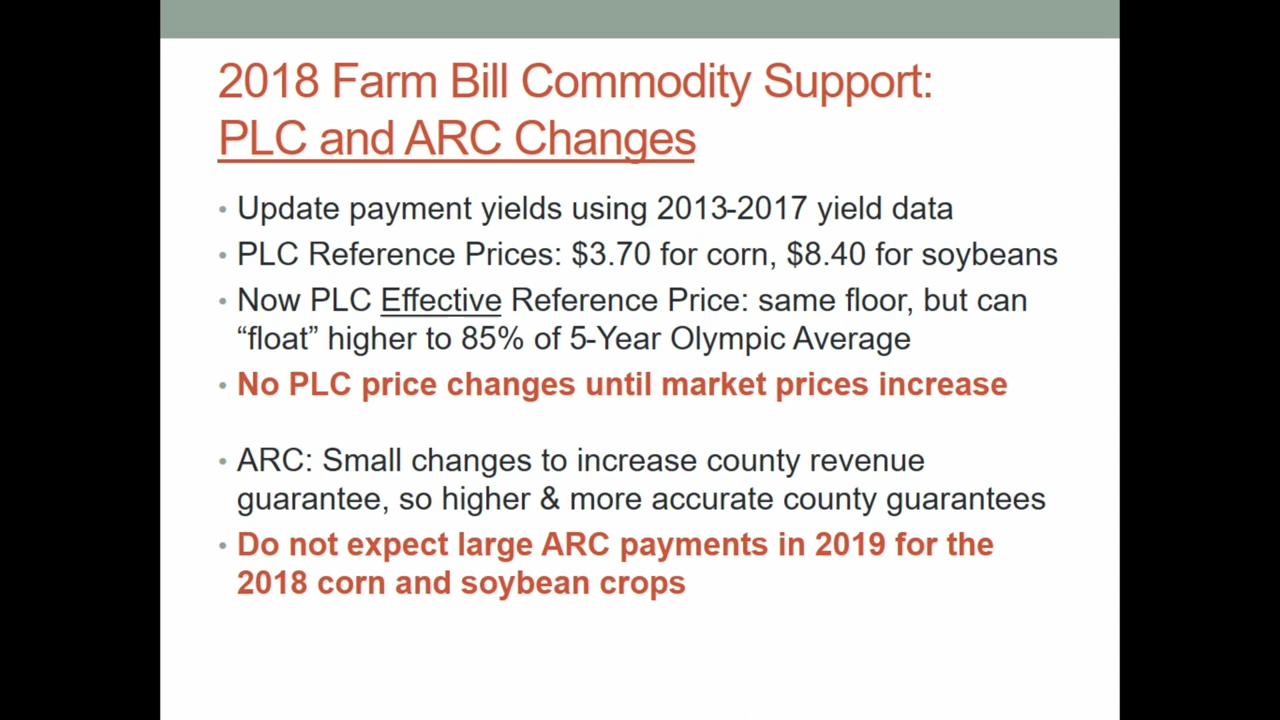 2018 Farm Bill Commodity Support:
PLC and ARC Changes
• Update payment yields using 2013-2017 yield data
• PLC Reference Prices: $3.70 for corn, $8.40 for soybeans
• Now PLC Effective Reference Price: same floor, but can
“float” higher to 85% of 5-Year Olympic Average
• No PLC price changes until market prices increase
• ARC: Small changes to increase county revenue
guarantee, so higher & more accurate county guarantees
• Do not expect large ARC payments in 2019 for the
2018 corn and soybean crops